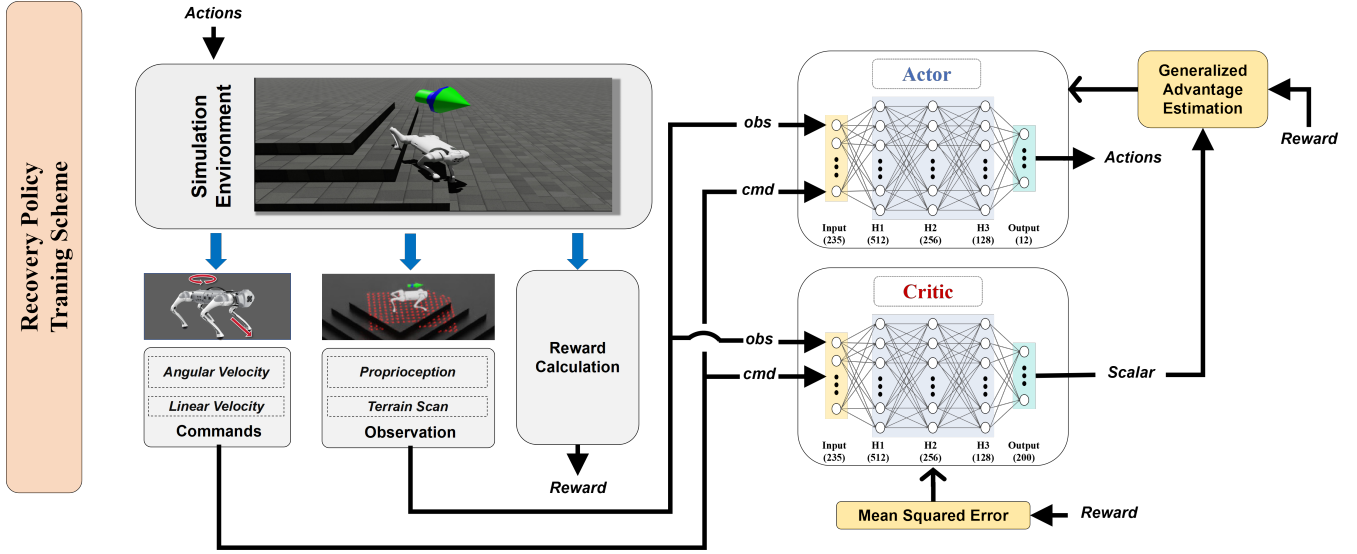 Recovery Policy
Traning Scheme
Actions
Simulation
Environment
Angular Velocity
Linear Velocity
Commands
Proprioception
Terrain Scan
Observation
Reward
Calculation
Reward
obs
cmd
Actor
Input
(235)
H1
(512)
H2
(256)
H3
(128)
Output
(12)
Actions
Generalized
Advantage
Estimation
Reward
obs
cmd
Critic
Input
(235)
H1
(512)
H2
(256)
H3
(128)
Output
(200)
Scalar
Mean Squared Error
Reward